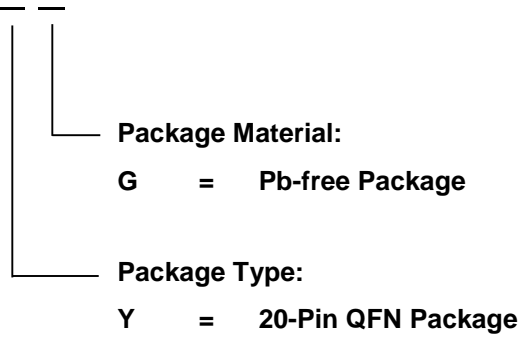 Package Material:
G = Pb-free Package
Package Type:
Y = 20-Pin QFN Package